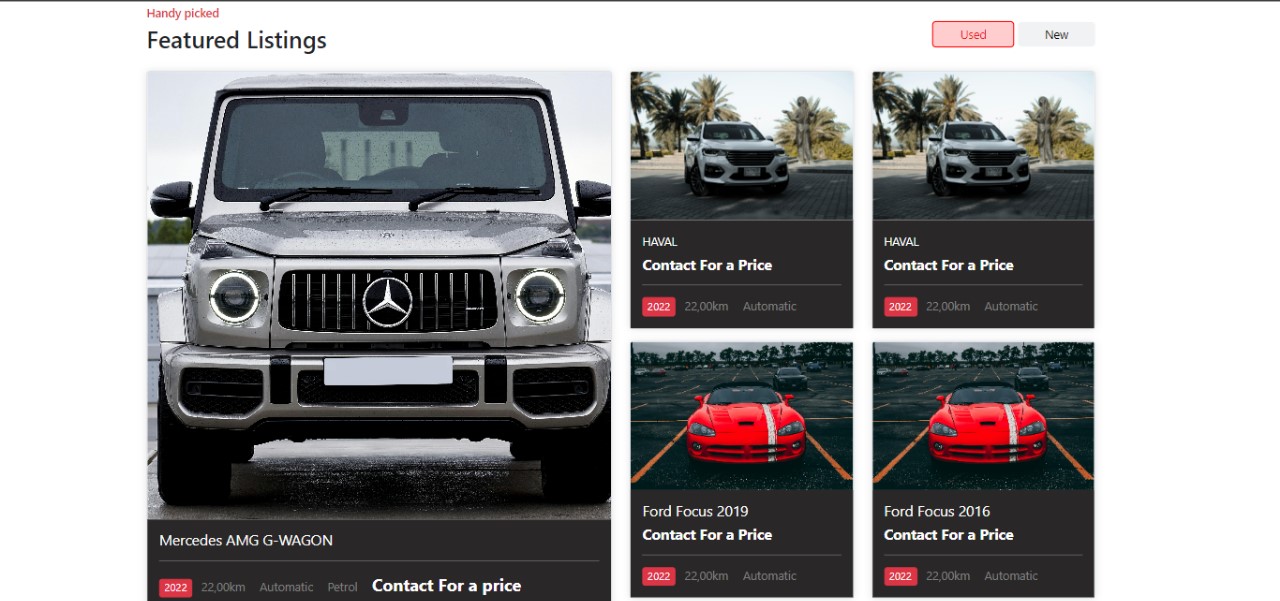 Handy picked
Featured Listings
Used
New
Mercedes AMG G-WAGON
2022 22,00km Automatic Petrol Contact For a price
HAVAL
Contact For a Price
2022 22,00km Automatic
HAVAL
Contact For a Price
2022 22,00km Automatic
Ford Focus 2019
Contact For a Price
2022 22,00km Automatic
Ford Focus 2016
Contact For a Price
2022 22,00km Automatic